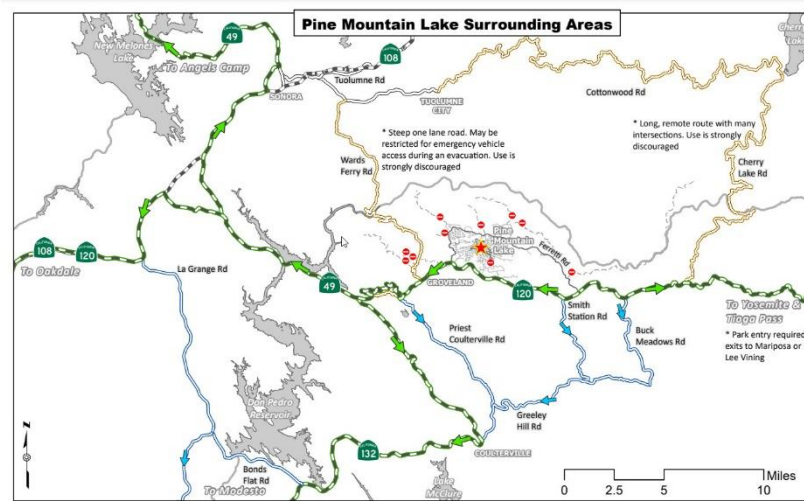 Pine Mountain Lake Surrounding Areas
CALIFORNIA
49
New Melones
Lake
To Angels Camp
CALIFORNIA
108
Tuolumne Rd
SONORA
TUOLUMNE
CITY
Cottonwood Rd
Cherry
Lake
* Steep one lane road. May be
restricted for emergency vehicle
access during an evacuation. Use is
strongly discouraged
* Long, remote route with many
intersections. Use is strongly
discouraged
Wards
Ferry Rd
Cherry
Lake Rd
Pine
Mountain
Lake
Ferretti Rd
108
120
To Oakdale
La Grange Rd
49
GROVELAND
120
Smith
Station Rd
To Yosemite &
Tioga Pass
Priest
Coulterville Rd
Buck
Meadows Rd
* Park entry required
exits to Mariposa or
Lee Vining
Don Pedro
Reservoir
Greeley
Hill Rd
132
COULTERVILLE
Bonds
Flat Rd
To Modesto
Lake
McClure
N
Miles
0
2.5
5
10